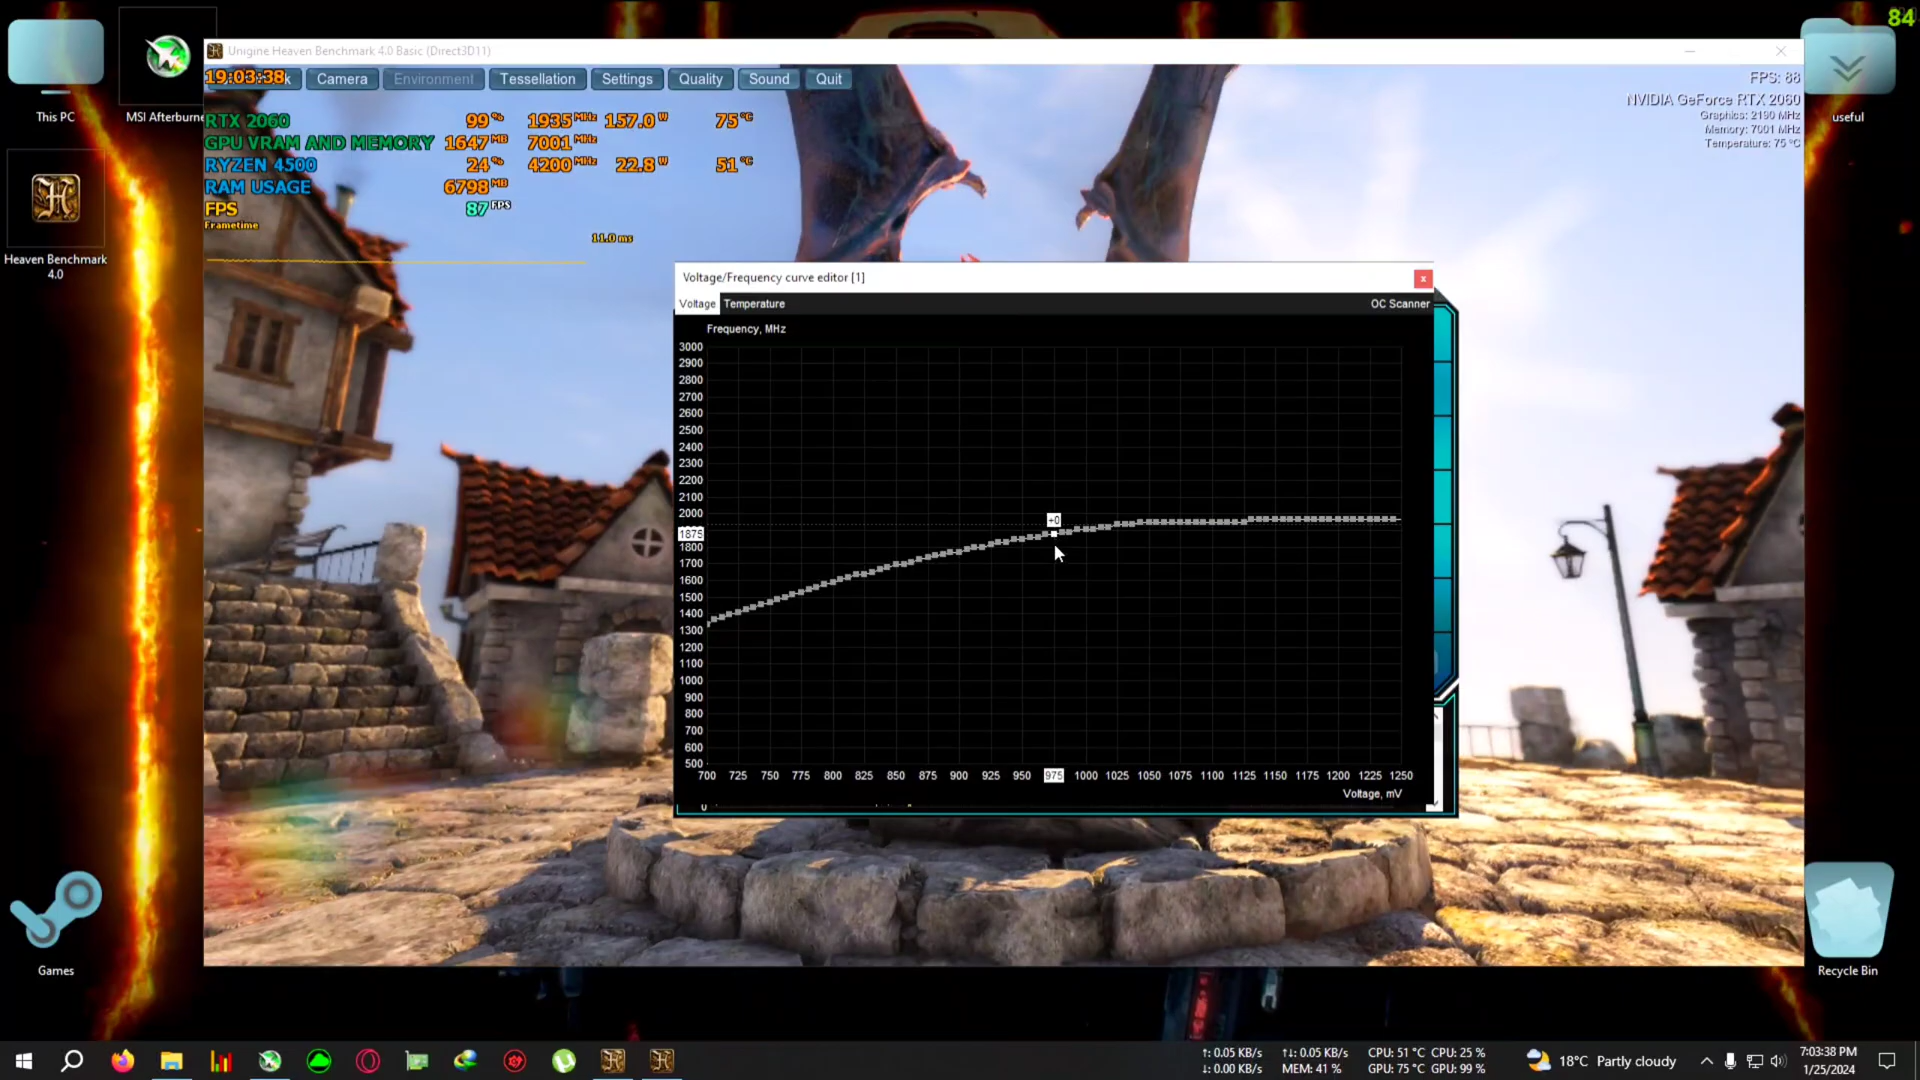 84
This PC
MSI Afterburne
Heaven Benchmark
4.0
Games
useful
Recycle Bin
Unigine Heaven Benchmark 4.0 Basic (Direct3D11)
19:03:38
k
Camera
Environment
Tessellation
Settings
Quality
Sound
Quit
RTX 2060 99 % 1935 MHz 157.0 W 75 °C
GPU VRAM AND MEMORY 1647 MB 7001 MHz
RYZEN 4500 24 % 4200 MHz 22.8 W 51 °C
RAM USAGE 6798 MB
FPS 87 FPS
Frametime
11.0 ms
FPS: 88
NVIDIA GeForce RTX 2060
Graphics: 2190 MHz
Memory: 7001 MHz
Temperature: 75 °C
Voltage/Frequency curve editor [1]
x
Voltage
Temperature
OC Scanner
Frequency, MHz
3000
2900
2800
2700
2600
2500
2400
2300
2200
2100
2000
1875
1800
1700
1600
1500
1400
1300
1200
1100
1000
900
800
700
600
500
+0
700 725 750 775 800 825 850 875 900 925 950 975 1000 1025 1050 1075 1100 1125 1150 1175 1200 1225 1250
Voltage, mV
0
↑: 0.05 KB/s
↓: 0.00 KB/s
↑↓: 0.05 KB/s
MEM: 41 %
CPU: 51 °C CPU: 25 %
GPU: 75 °C GPU: 99 %
18°C Partly cloudy
7:03:38 PM
1/25/2024